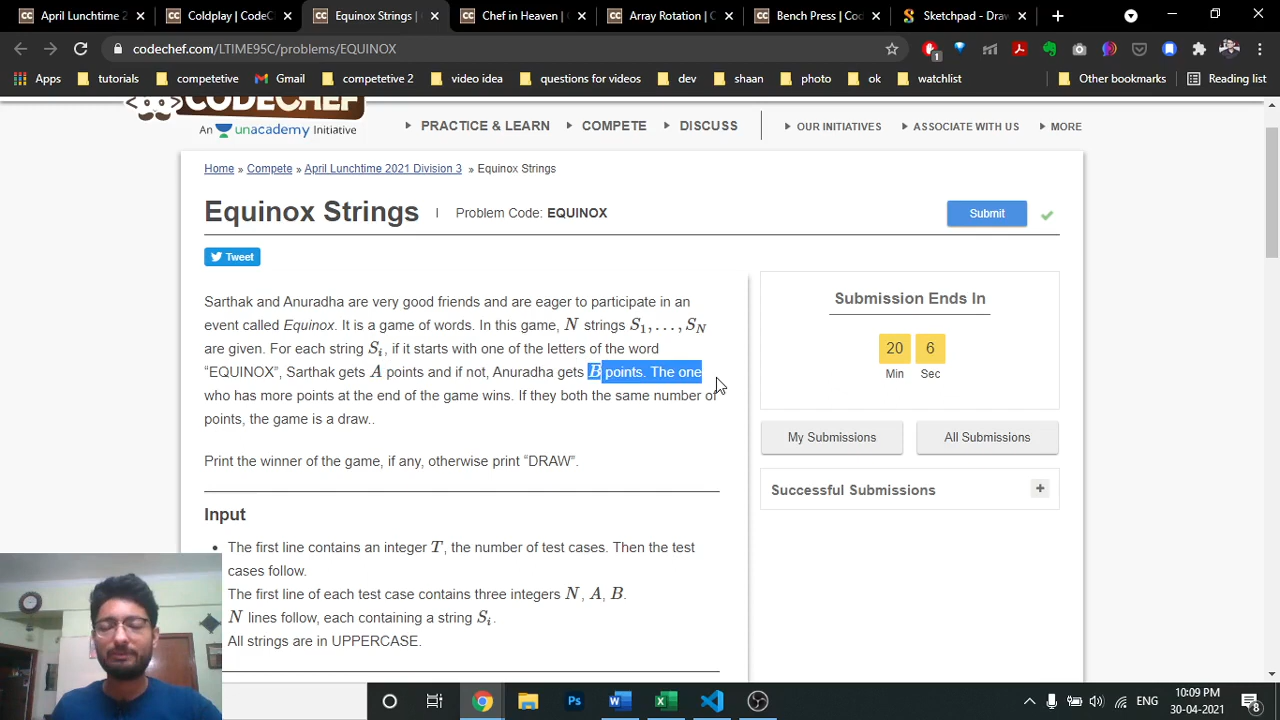 162
Coldplay | CodeC
Equinox Strings |
Chef in Heaven | C
Array Rotation | C
Bench Press | Cod
Sketchpad - Draw
codechef.com/LTIME95C/problems/EQUINOX
1
Apps
tutorials
competetive
Gmail
competetive 2
video idea
questions for videos
dev
shaan
photo
ok
watchlist
Other bookmarks
Reading list
CODECHEF
An unacademy Initiative
PRACTICE & LEARN
COMPETE
DISCUSS
OUR INITIATIVES
ASSOCIATE WITH US
MORE
Home » Compete » April Lunchtime 2021 Division 3 » Equinox Strings
Equinox Strings | Problem Code: EQUINOX
Submit
Tweet
Sarthak and Anuradha are very good friends and are eager to participate in an
event called Equinox. It is a game of words. In this game, N strings S1, . . . , SN
are given. For each string Si, if it starts with one of the letters of the word
“EQUINOX”, Sarthak gets A points and if not, Anuradha gets B points. The one
who has more points at the end of the game wins. If they both the same number of
points, the game is a draw..
Print the winner of the game, if any, otherwise print “DRAW”.
Submission Ends In
20 6
Min Sec
My Submissions
All Submissions
Successful Submissions
+
Input
• The first line contains an integer T, the number of test cases. Then the test
cases follow.
The first line of each test case contains three integers N, A, B.
N lines follow, each containing a string Si.
All strings are in UPPERCASE.
ENG
10:09 PM
30-04-2021
8